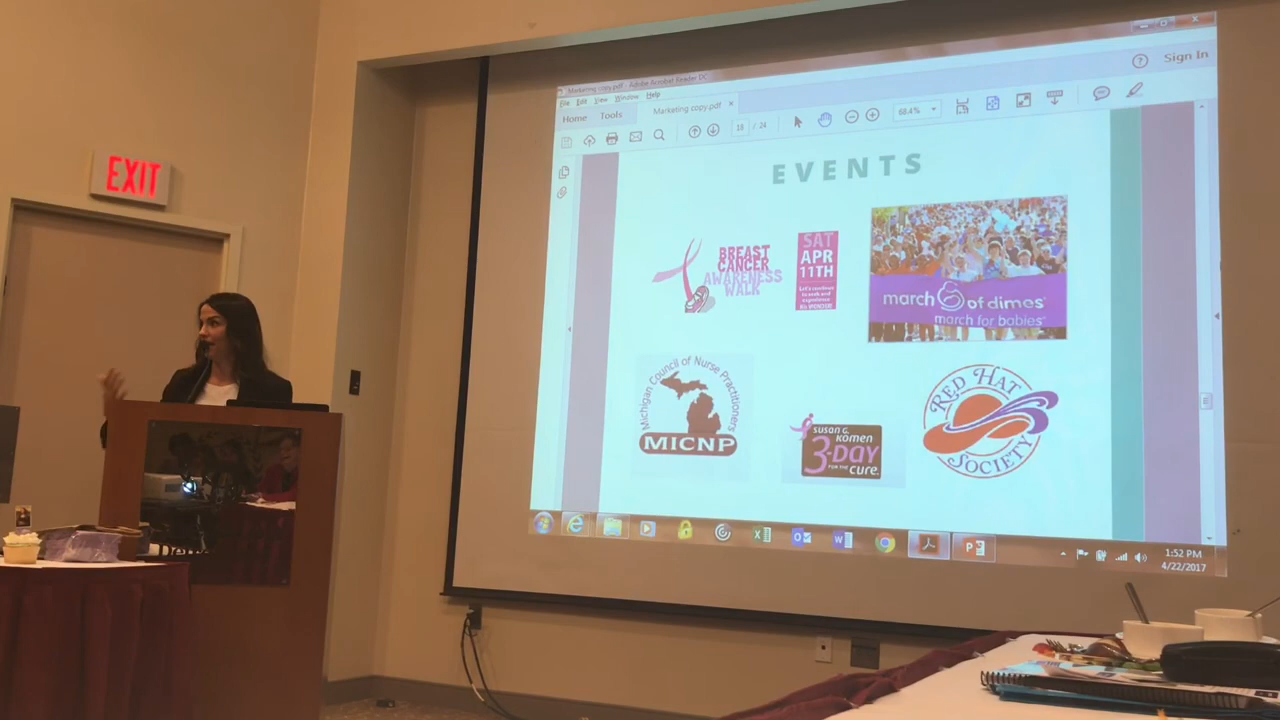 EXIT
Marketing copy.pdf - Adobe Acrobat Reader DC
File Edit View Window Help
Sign In
Home Tools Marketing copy.pdf
18 / 24
68.4%
EVENTS
BREAST
CANCER
AWARENESS
WALK
SAT
APR
11TH
march of dimes
march for babies
Michigan Council of Nurse Practitioners
MICNP
susan G.
komen
3-DAY
FOR THE
cure.
RED HAT
SOCIETY
1:52 PM
4/22/2017